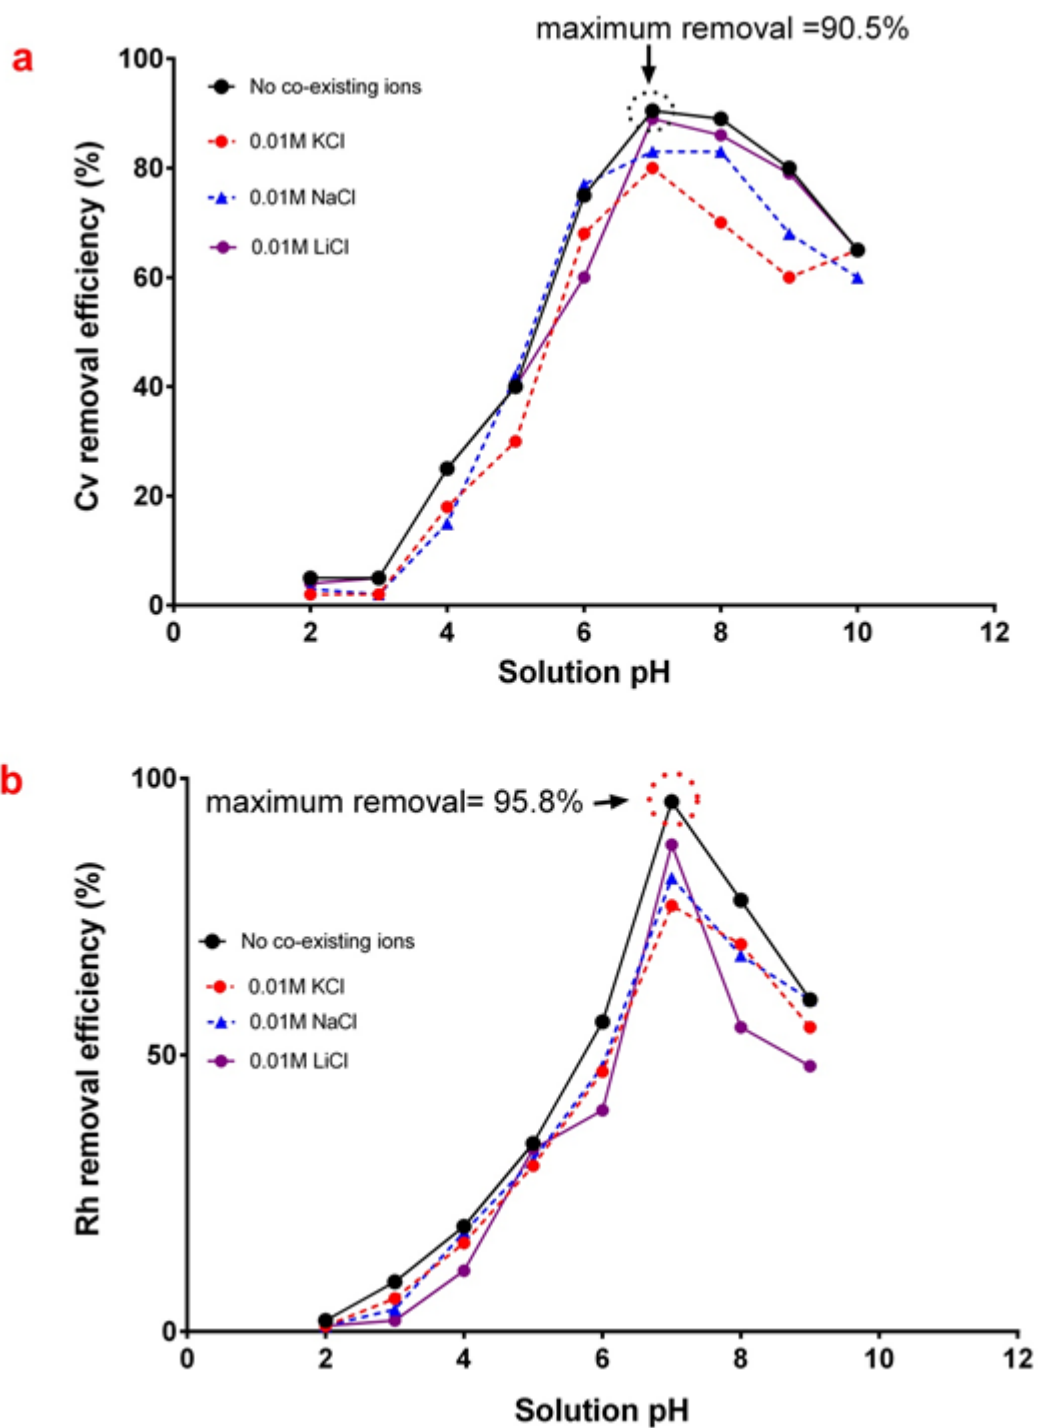 a
maximum removal =90.5%
100
80
60
40
20
0
Cv removal efficiency (%)
No co-existing ions
0.01M KCl
0.01M NaCl
0.01M LiCl
0 2 4 6 8 10 12
Solution pH
b
100
50
0
Rh removal efficiency (%)
maximum removal= 95.8%
No co-existing ions
0.01M KCl
0.01M NaCl
0.01M LiCl
0 2 4 6 8 10 12
Solution pH